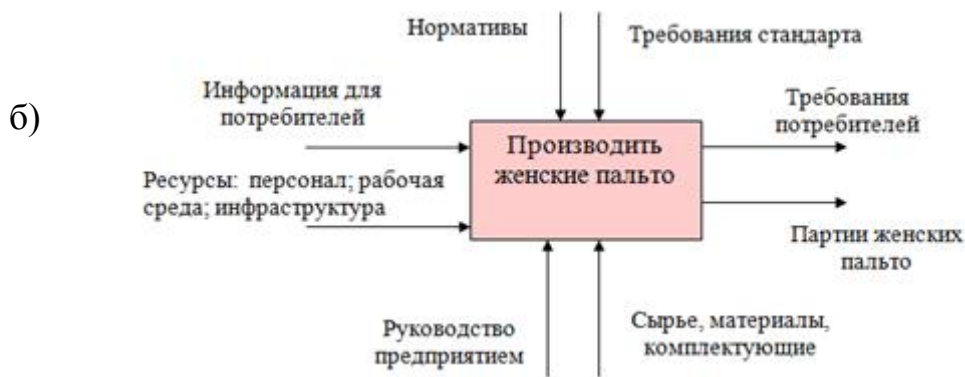 б)
Нормативы
Требования стандарта
Информация для
потребителей
Требования
потребителей
Производить
женские пальто
Ресурсы: персонал; рабочая
среда; инфраструктура
Партии женских
пальто
Руководство
предприятием
Сырье, материалы,
комплектующие